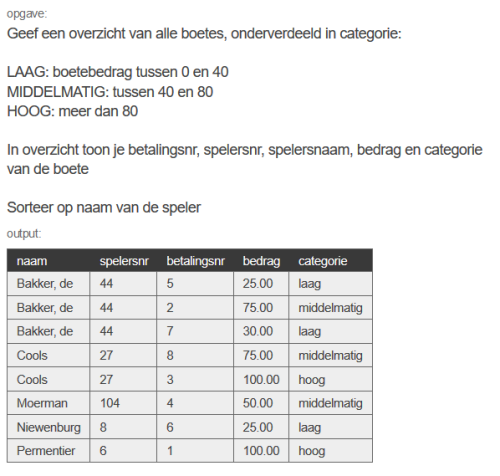 opgave:
Geef een overzicht van alle boetes, onderverdeeld in categorie:
LAAG: boetebedrag tussen 0 en 40
MIDDELMATIG: tussen 40 en 80
HOOG: meer dan 80
In overzicht toon je betalingsnr, spelersnr, spelersnaam, bedrag en categorie
van de boete
Sorteer op naam van de speler
output:
naam spelersnr betalingsnr bedrag categorie
Bakker, de 44 5 25.00 laag
Bakker, de 44 2 75.00 middelmatig
Bakker, de 44 7 30.00 laag
Cools 27 8 75.00 middelmatig
Cools 27 3 100.00 hoog
Moerman 104 4 50.00 middelmatig
Niewenburg 8 6 25.00 laag
Permentier 6 1 100.00 hoog